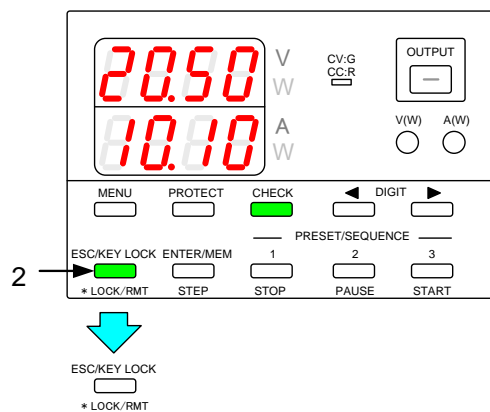 20.50 V
W
CV:G
CC:R
OUTPUT
10.10 A
W
V(W) A(W)
MENU PROTECT CHECK ◀ DIGIT ▶
PRESET/SEQUENCE
ESC/KEY LOCK ENTER/MEM 1 2 3
2
* LOCK/RMT STEP STOP PAUSE START
ESC/KEY LOCK
* LOCK/RMT